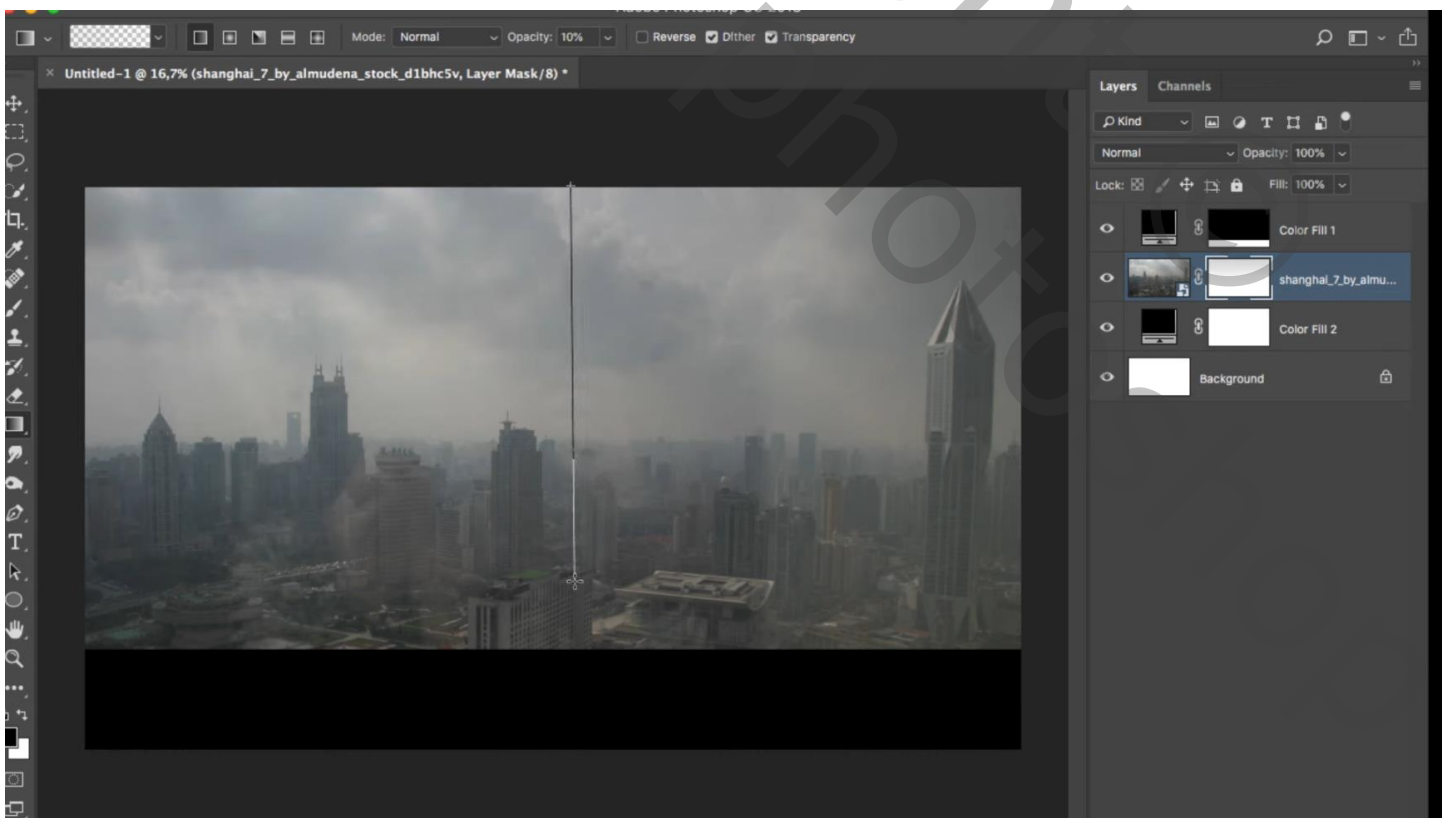 Mode: Normal Opacity: 10% Reverse Dither Transparency
× Untitled-1 @ 16,7% (shanghai_7_by_almudena_stock_d1bhc5v, Layer Mask/8) *
Layers Channels
Kind
Normal Opacity: 100%
Lock: Fill: 100%
Color Fill 1
shanghai_7_by_almu...
Color Fill 2
Background
photoshop